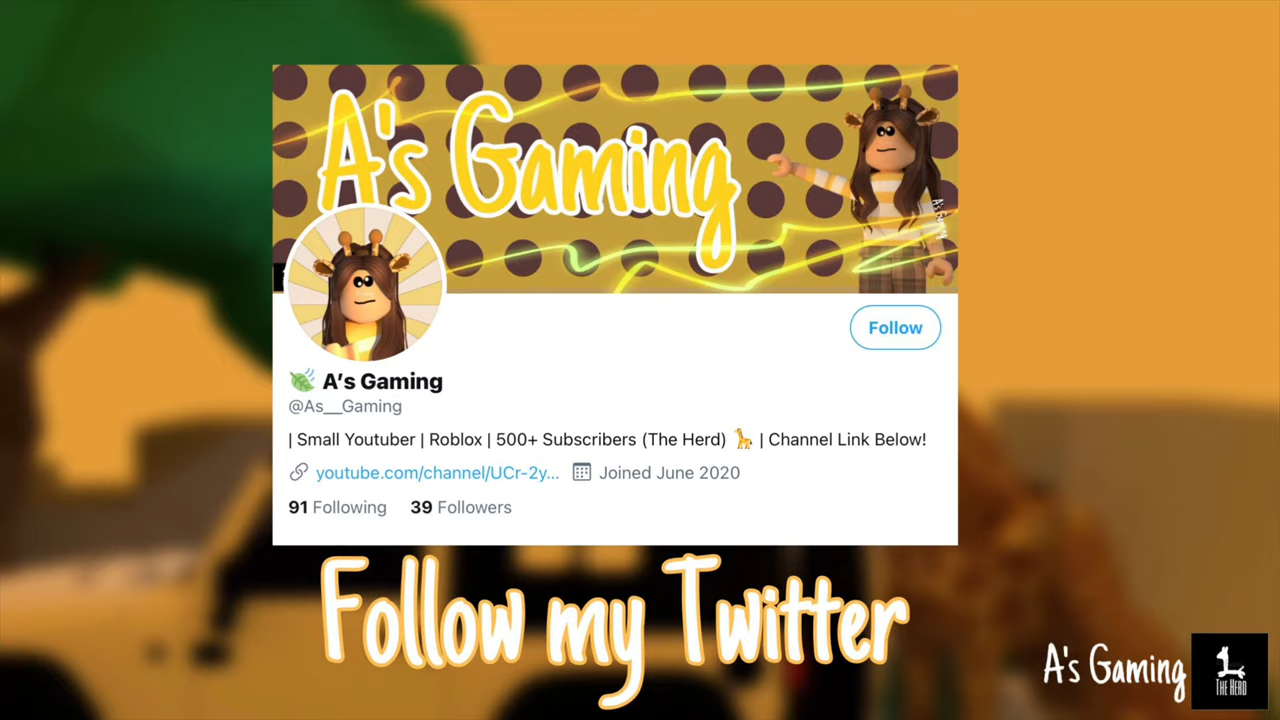 A's Gaming
A's Gaming
Follow
🍃 A's Gaming
@As__Gaming
| Small Youtuber | Roblox | 500+ Subscribers (The Herd) 🦒 | Channel Link Below!
youtube.com/channel/UCr-2y... Joined June 2020
91 Following 39 Followers
Follow my Twitter
A's Gaming
THE HERD